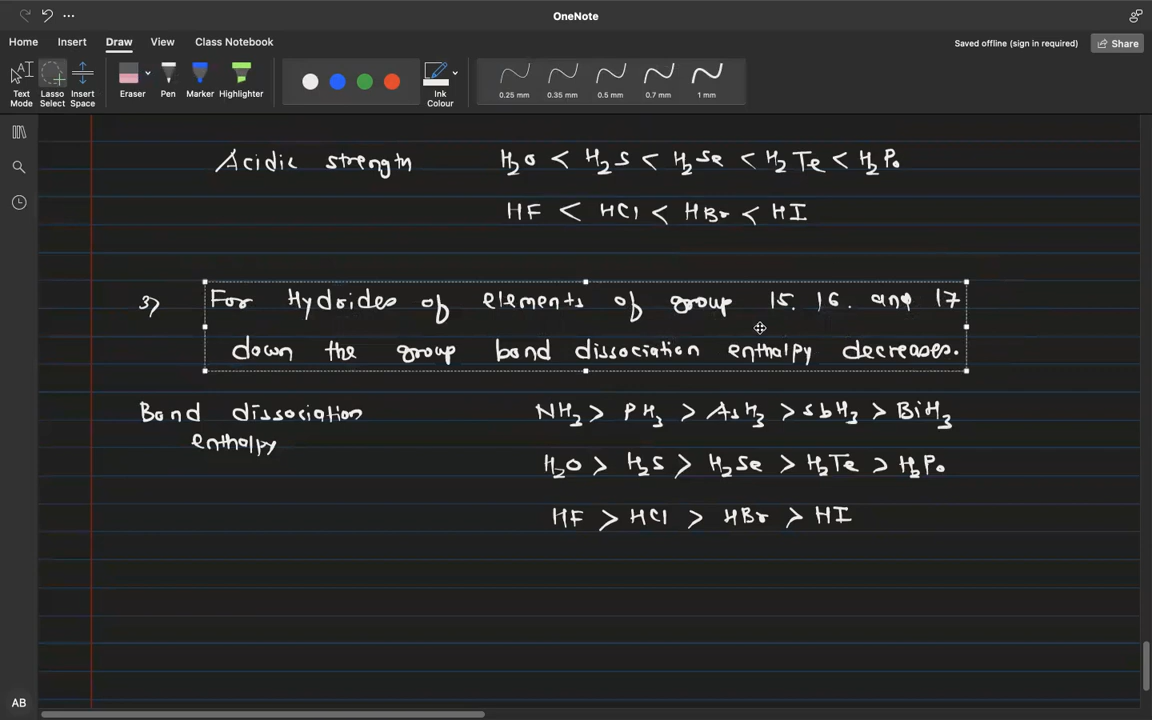 OneNote
Home Insert Draw View Class Notebook
Saved offline (sign in required) Share
Text Mode
Lasso Select
Insert Space
Eraser
Pen
Marker
Highlighter
Ink Colour
0.25 mm 0.35 mm 0.5 mm 0.7 mm 1 mm
Acidic strength H₂O < H₂S < H₂Se < H₂Te < H₂Po
HF < HCl < HBr < HI
3) For Hydrides of elements of group 15. 16. and 17
down the group bond dissociation enthalpy decreases.
Bond dissociation enthalpy
NH₂ > PH₃ > AsH₃ > SbH₃ > BiH₃
H₂O > H₂S > H₂Se > H₂Te > H₂Po
HF > HCl > HBr > HI
AB